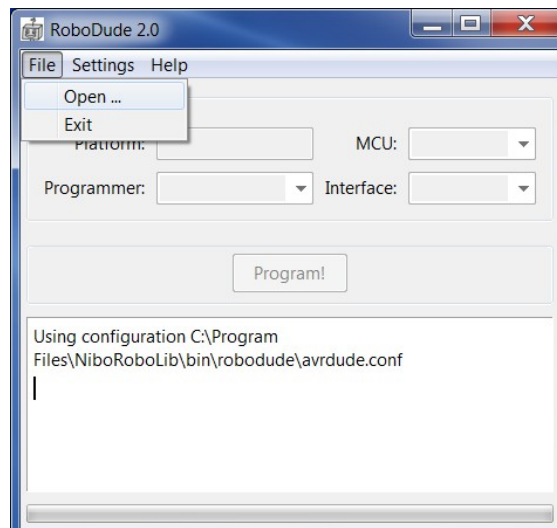 RoboDude 2.0
File Settings Help
Open ...
Exit
Platform:
MCU:
Programmer:
Interface:
Program!
Using configuration C:\Program
Files\NiboRoboLib\bin\robodude\avrdude.conf